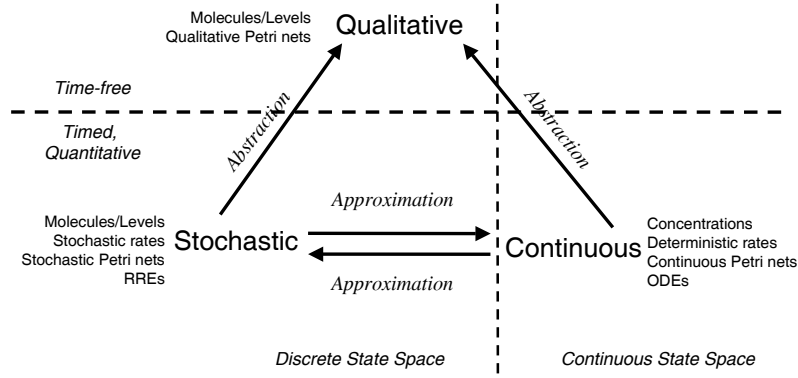 Molecules/Levels
Qualitative Petri nets
Qualitative
Time-free
Abstraction
Abstraction
Timed,
Quantitative
Approximation
Molecules/Levels
Stochastic rates
Stochastic Petri nets
RREs
Stochastic
Continuous
Concentrations
Deterministic rates
Continuous Petri nets
ODEs
Approximation
Discrete State Space
Continuous State Space